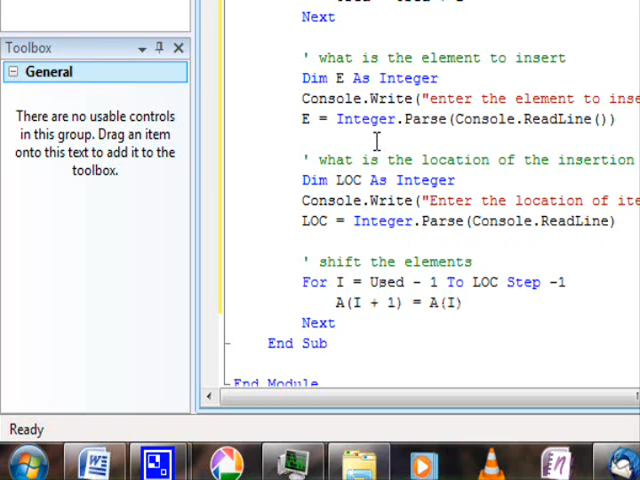 Next
Toolbox
General
There are no usable controls
in this group. Drag an item
onto this text to add it to the
toolbox.
' what is the element to insert
Dim E As Integer
Console.Write("enter the element to inse
E = Integer.Parse(Console.ReadLine())
' what is the location of the insertion
Dim LOC As Integer
Console.Write("Enter the location of ite
LOC = Integer.Parse(Console.ReadLine)
' shift the elements
For I = Used - 1 To LOC Step -1
A(I + 1) = A(I)
Next
End Sub
End Module
Ready